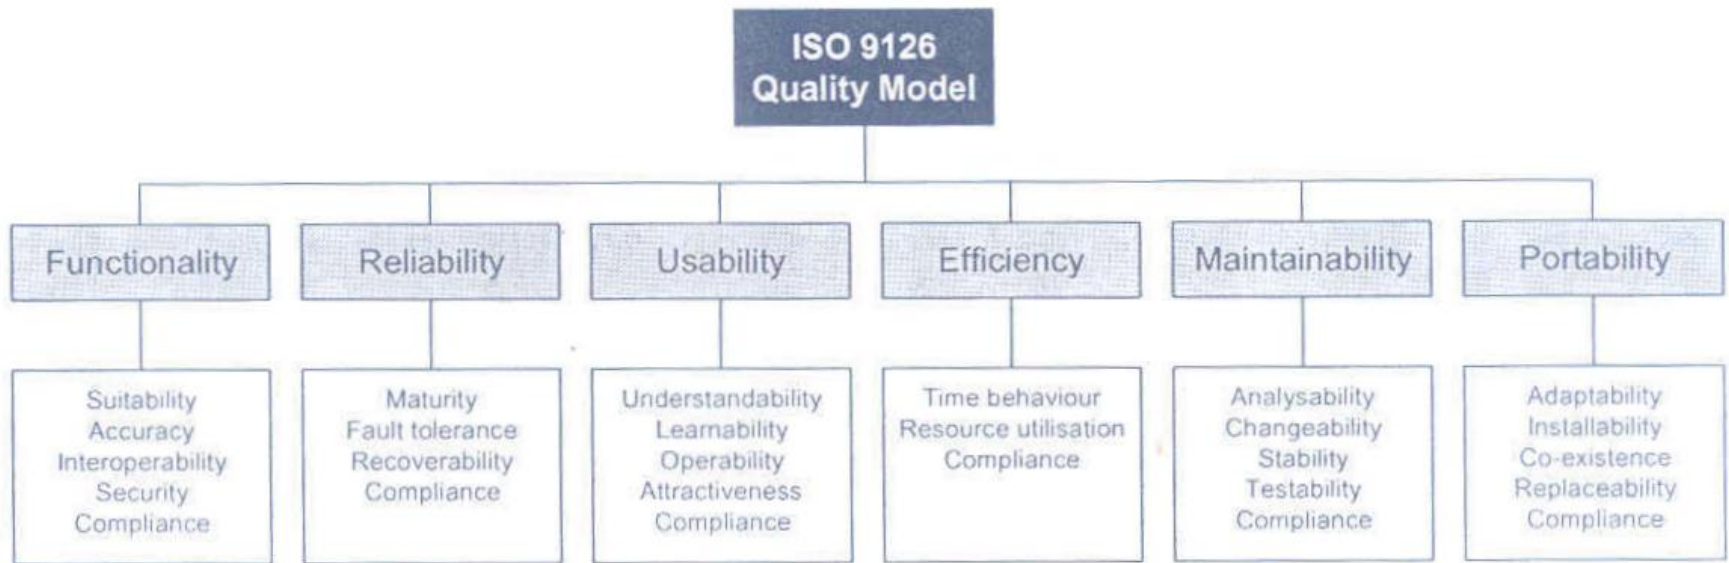 ISO 9126
Quality Model
Functionality
Reliability
Usability
Efficiency
Maintainability
Portability
Suitability
Accuracy
Interoperability
Security
Compliance
Maturity
Fault tolerance
Recoverability
Compliance
Understandability
Learnability
Operability
Attractiveness
Compliance
Time behaviour
Resource utilisation
Compliance
Analysability
Changeability
Stability
Testability
Compliance
Adaptability
Installability
Co-existence
Replaceability
Compliance